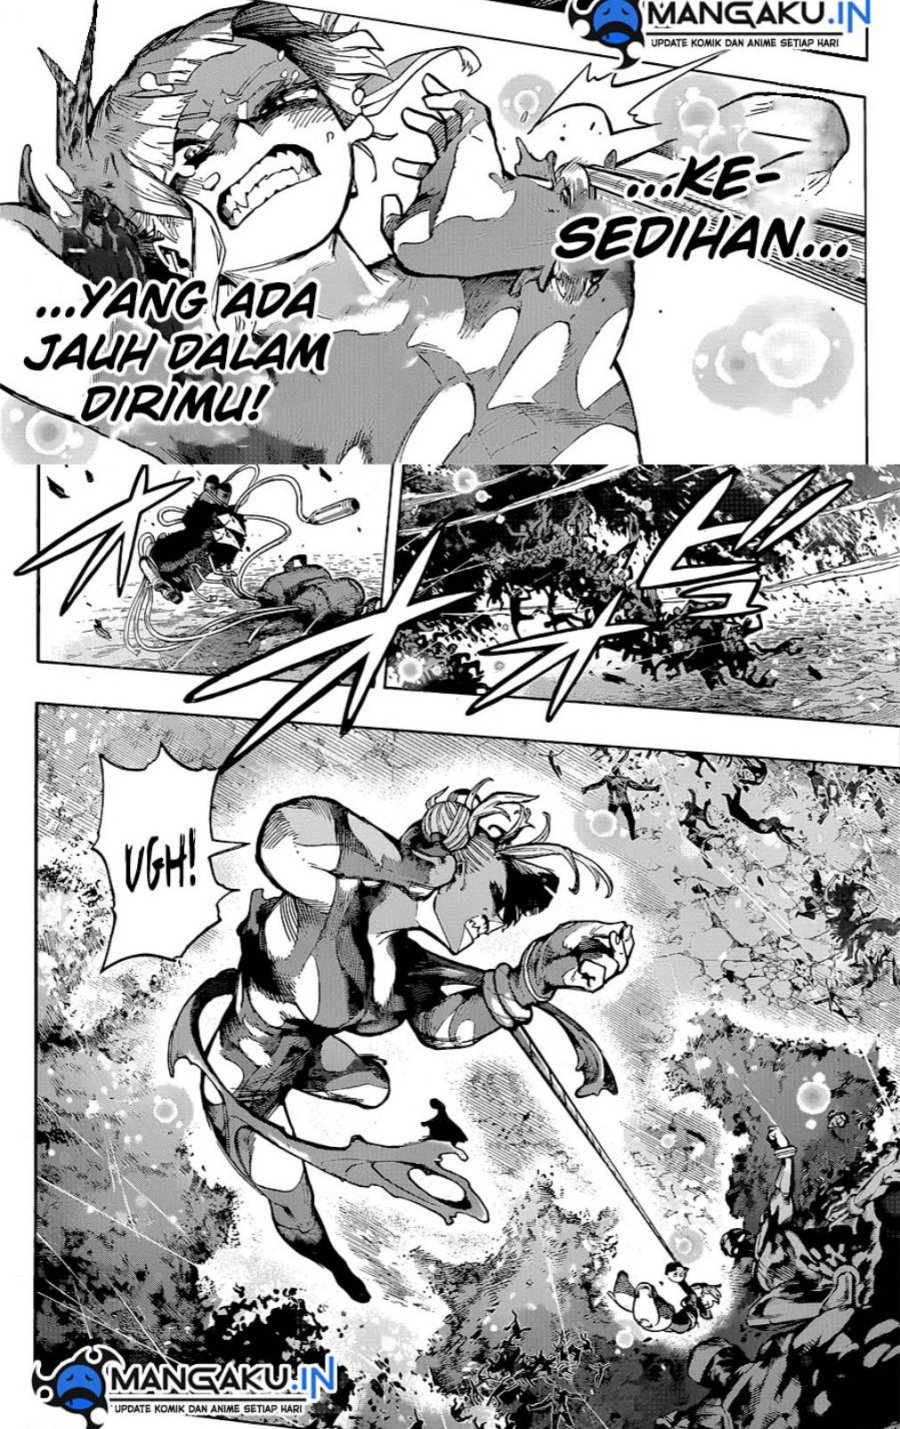 MANGAKU.IN
UPDATE KOMIK DAN ANIME SETIAP HARI
...KE-
SEDIHAN...
...YANG ADA
JAUH DALAM
DIRIMU!
UGH!
MANGAKU.IN
UPDATE KOMIK DAN ANIME SETIAP HARI